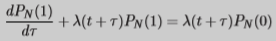 dP_N(1)/dτ + λ(t + τ)P_N(1) = λ(t + τ)P_N(0)